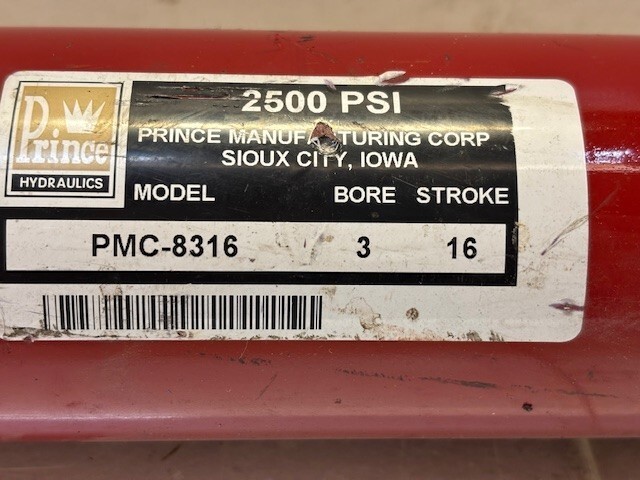 Prince
HYDRAULICS
2500 PSI
PRINCE MANUFACTURING CORP
SIOUX CITY, IOWA
MODEL BORE STROKE
PMC-8316 3 16